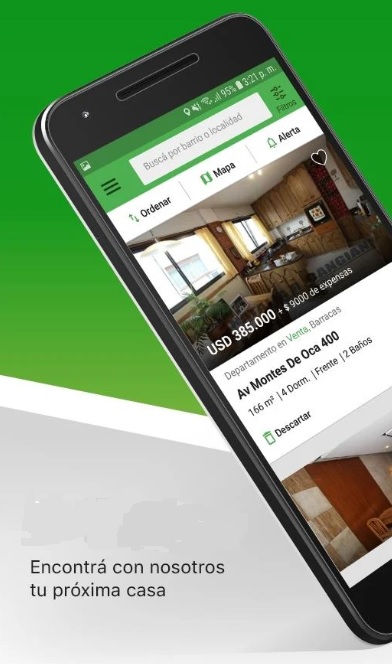 95% 3:21 p. m.
Buscá por barrio o localidad
Filtros
Ordenar
Mapa
Alerta
USD 385.000 + $ 9000 de expensas
Departamento en Venta, Barracas
Av Montes De Oca 400
166 m² | 4 Dorm. | Frente | 2 Baños
Descartar
Encontrá con nosotros
tu próxima casa